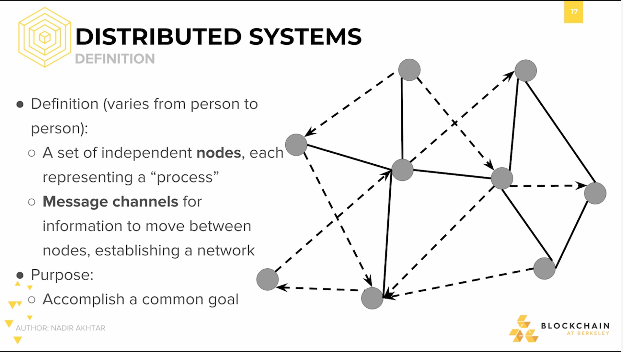 17
DISTRIBUTED SYSTEMS
DEFINITION
● Definition (varies from person to
person):
○ A set of independent nodes, each
representing a “process”
○ Message channels for
information to move between
nodes, establishing a network
● Purpose:
○ Accomplish a common goal
AUTHOR: NADIR AKHTAR
BLOCKCHAIN
AT BERKELEY